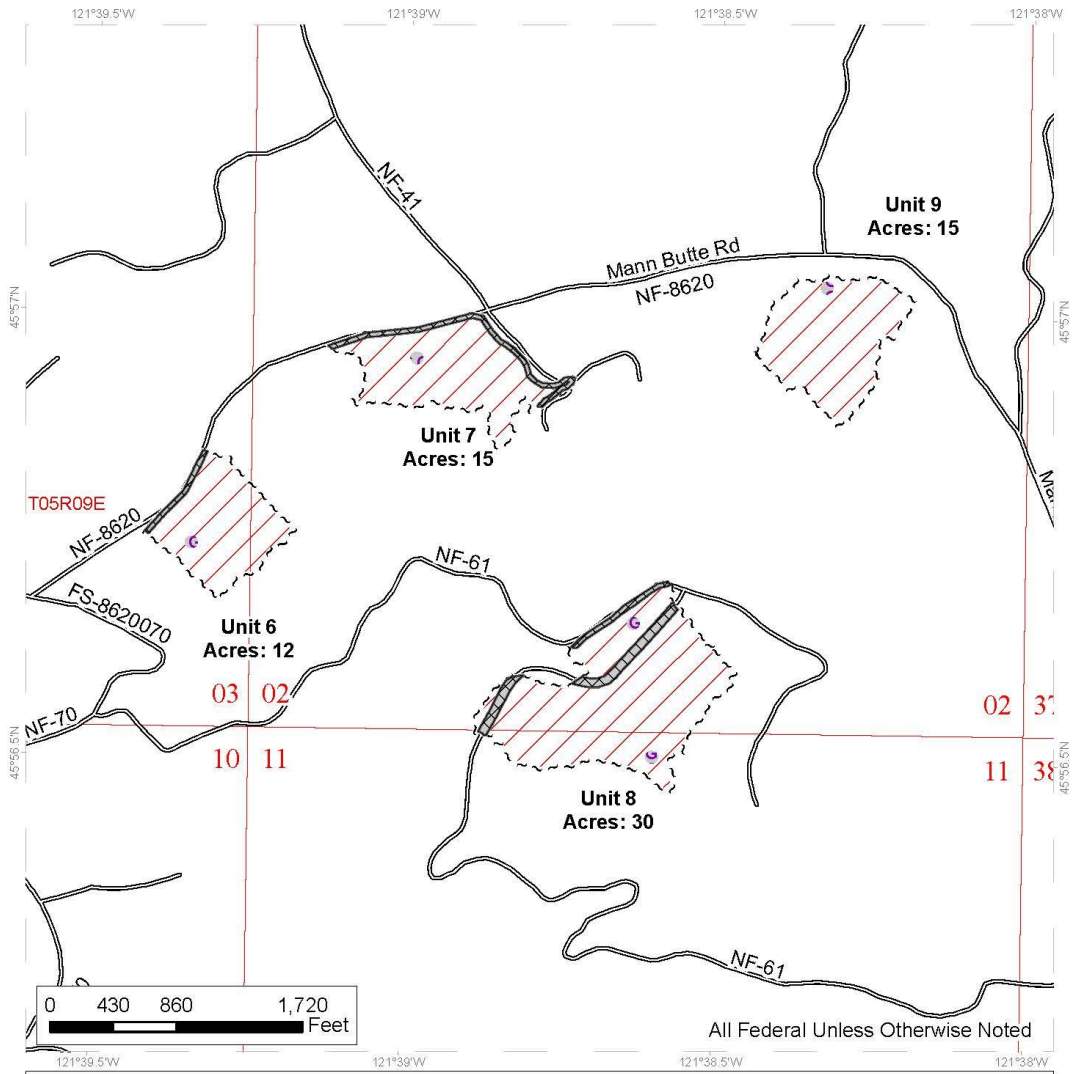 121°39.5'W
121°39'W
121°38.5'W
121°38'W
NF-41
Unit 9
Acres: 15
Mann Butte Rd
NF-8620
45°57'N
45°57'N
Unit 7
Acres: 15
T05R09E
NF-8620
NF-61
G
G
FS-8620070
Unit 6
Acres: 12
03 02
02 37
NF-70
10 11
11 38
G
45°56.5'N
45°56.5'N
Unit 8
Acres: 30
NF-61
0 430 860 1,720
Feet
All Federal Unless Otherwise Noted
121°39.5'W
121°39'W
121°38.5'W
121°38'W